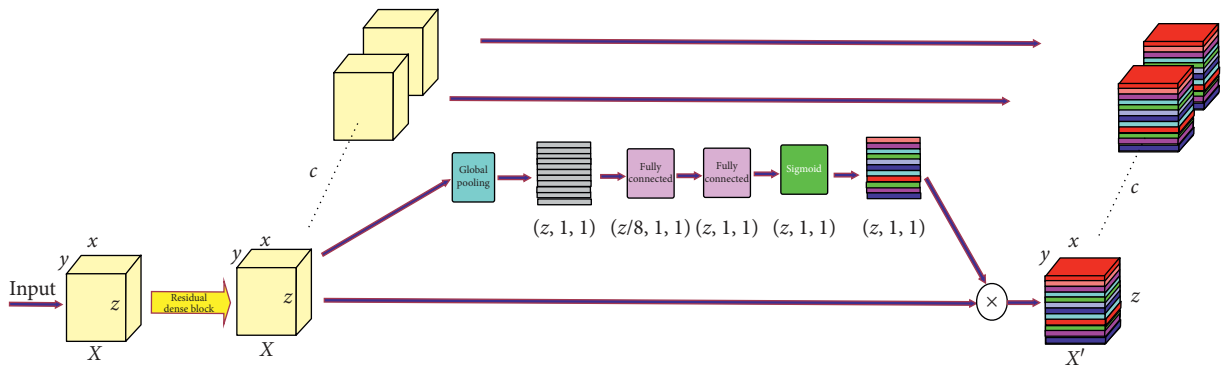 c
Global
pooling
Fully
connected
Fully
connected
Sigmoid
(z, 1, 1)
(z/8, 1, 1)
(z, 1, 1)
(z, 1, 1)
(z, 1, 1)
c
Input
y
x
z
X
Residual
dense block
y
x
z
X
×
y
x
z
X′